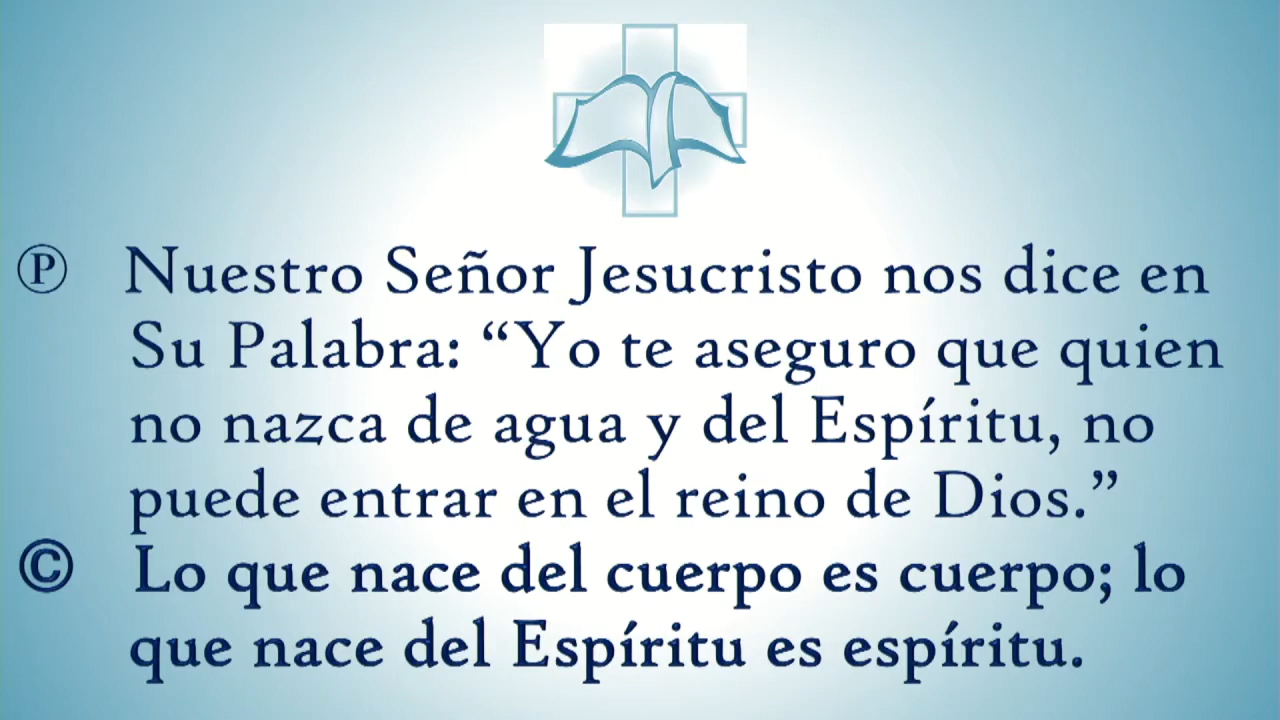 Ⓟ Nuestro Señor Jesucristo nos dice en
Su Palabra: “Yo te aseguro que quien
no nazca de agua y del Espíritu, no
puede entrar en el reino de Dios.”
© Lo que nace del cuerpo es cuerpo; lo
que nace del Espíritu es espíritu.